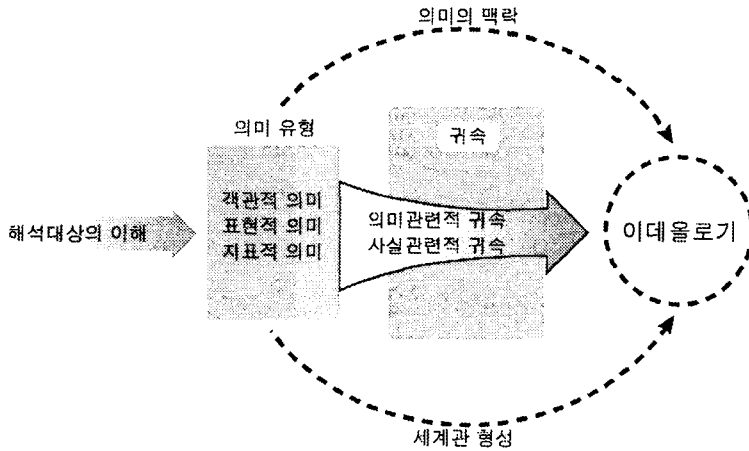 의미의 맥락
의미 유형
귀속
객관적 의미
표현적 의미
지표적 의미
해석대상의 이해
의미관련적 귀속
사실관련적 귀속
이데올로기
세계관 형성